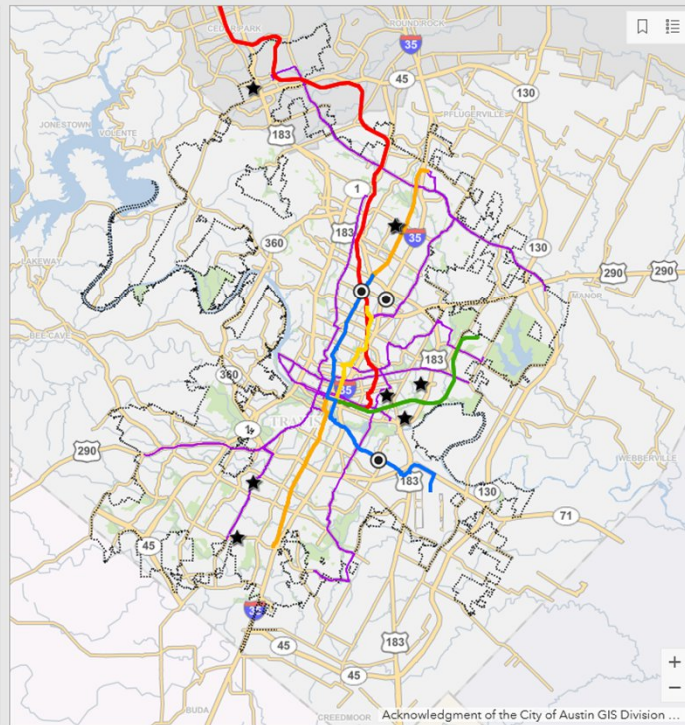 CEDAR PARK
ROUND ROCK
35
45
130
JONESTOWN
VOLENTE
183
PFLUGERVILLE
1
183
35
360
130
LAKEWAY
290
290
MANOR
BEE CAVE
183
360
35
TRAVIS
1
290
WEBBERVILLE
183
130
71
45
35
45
183
45
BUDA
CREEDMOOR
+
−
Acknowledgment of the City of Austin GIS Division ...